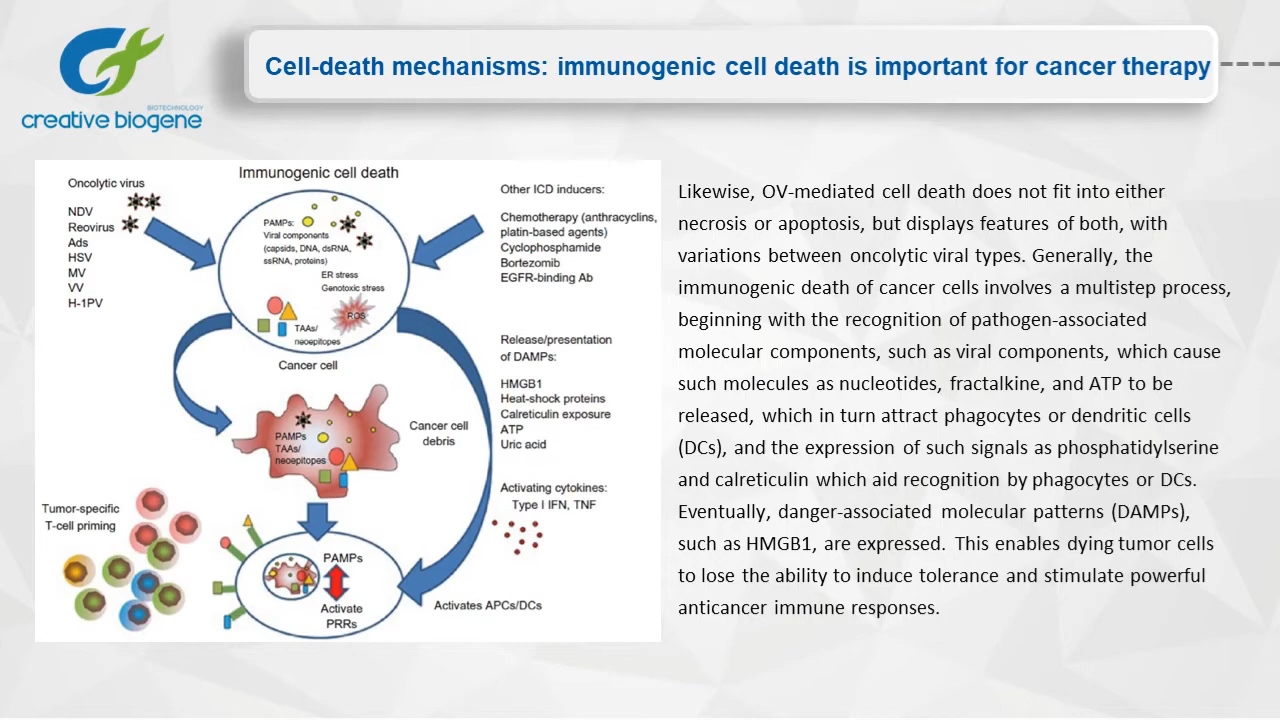 Cell-death mechanisms: immunogenic cell death is important for cancer therapy
BIOTECHNOLOGY
creative biogene
Immunogenic cell death
Oncolytic virus
NDV
Reovirus
Ads
HSV
MV
VV
H-1PV
PAMPs:
Viral components
(capsids, DNA, dsRNA,
ssRNA, proteins)
ER stress
Genotoxic stress
ROS
TAAs/
neoepitopes
Cancer cell
Other ICD inducers:
Chemotherapy (anthracyclins,
platin-based agents)
Cyclophosphamide
Bortezomib
EGFR-binding Ab
Release/presentation
of DAMPs:
HMGB1
Heat-shock proteins
Calreticulin exposure
ATP
Uric acid
Cancer cell
debris
PAMPs
TAAs/
neoepitopes
Activating cytokines:
Type I IFN, TNF
Tumor-specific
T-cell priming
PAMPs
Activate
PRRs
Activates APCs/DCs
Likewise, OV-mediated cell death does not fit into either
necrosis or apoptosis, but displays features of both, with
variations between oncolytic viral types. Generally, the
immunogenic death of cancer cells involves a multistep process,
beginning with the recognition of pathogen-associated
molecular components, such as viral components, which cause
such molecules as nucleotides, fractalkine, and ATP to be
released, which in turn attract phagocytes or dendritic cells
(DCs), and the expression of such signals as phosphatidylserine
and calreticulin which aid recognition by phagocytes or DCs.
Eventually, danger-associated molecular patterns (DAMPs),
such as HMGB1, are expressed. This enables dying tumor cells
to lose the ability to induce tolerance and stimulate powerful
anticancer immune responses.